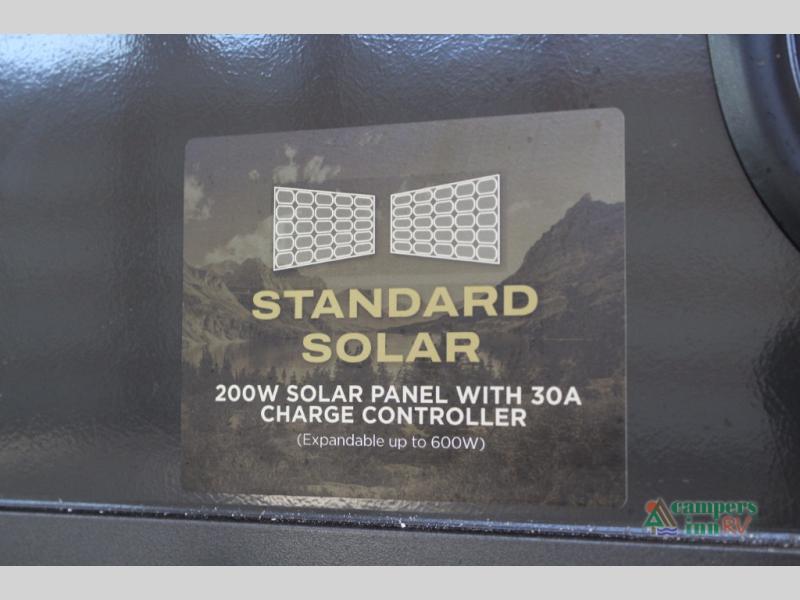 STANDARD
SOLAR
200W SOLAR PANEL WITH 30A
CHARGE CONTROLLER
(Expandable up to 600W)
campers
inn RV